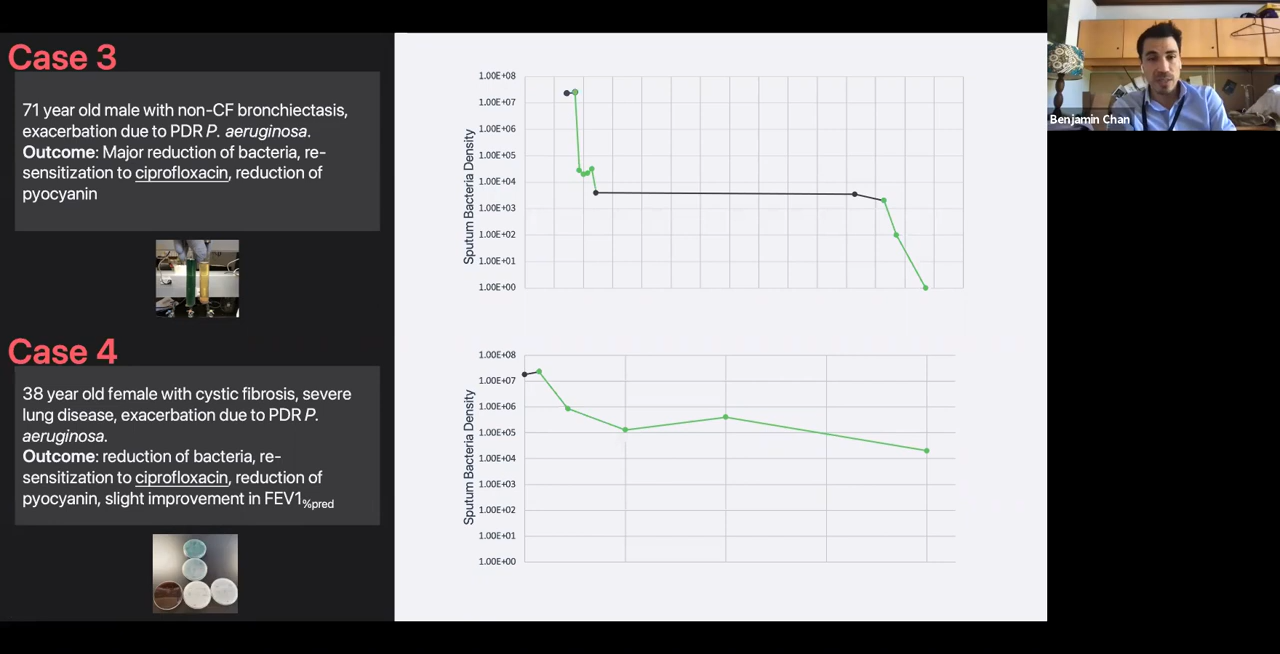 Case 3
71 year old male with non-CF bronchiectasis,
exacerbation due to PDR P. aeruginosa.
Outcome: Major reduction of bacteria, re-
sensitization to ciprofloxacin, reduction of
pyocyanin
Case 4
38 year old female with cystic fibrosis, severe
lung disease, exacerbation due to PDR P.
aeruginosa.
Outcome: reduction of bacteria, re-
sensitization to ciprofloxacin, reduction of
pyocyanin, slight improvement in FEV1%pred
Sputum Bacteria Density
1.00E+08
1.00E+07
1.00E+06
1.00E+05
1.00E+04
1.00E+03
1.00E+02
1.00E+01
1.00E+00
Sputum Bacteria Density
1.00E+08
1.00E+07
1.00E+06
1.00E+05
1.00E+04
1.00E+03
1.00E+02
1.00E+01
1.00E+00
Benjamin Chan